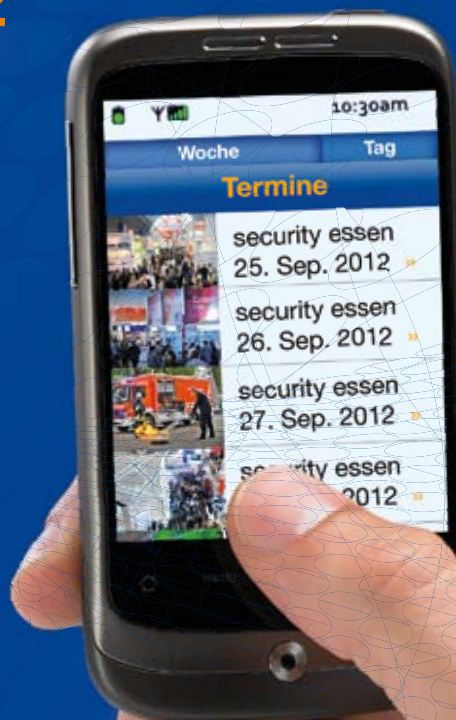 10:30am
Woche Tag
Termine
security essen
25. Sep. 2012 »
security essen
26. Sep. 2012 »
security essen
27. Sep. 2012 »
essen
2012 »